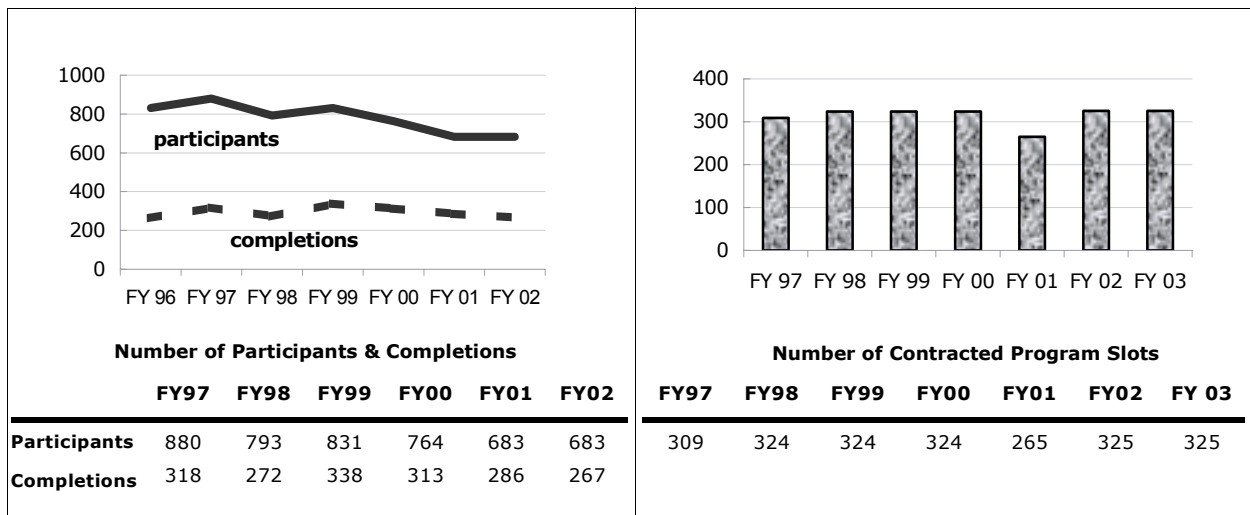 1000
800
600
400
200
0
participants
completions
FY 96 FY 97 FY 98 FY 99 FY 00 FY 01 FY 02
Number of Participants & Completions
FY97 FY98 FY99 FY00 FY01 FY02
Participants 880 793 831 764 683 683
Completions 318 272 338 313 286 267
400
300
200
100
0
FY 97 FY 98 FY 99 FY 00 FY 01 FY 02 FY 03
Number of Contracted Program Slots
FY97 FY98 FY99 FY00 FY01 FY02 FY 03
309 324 324 324 265 325 325